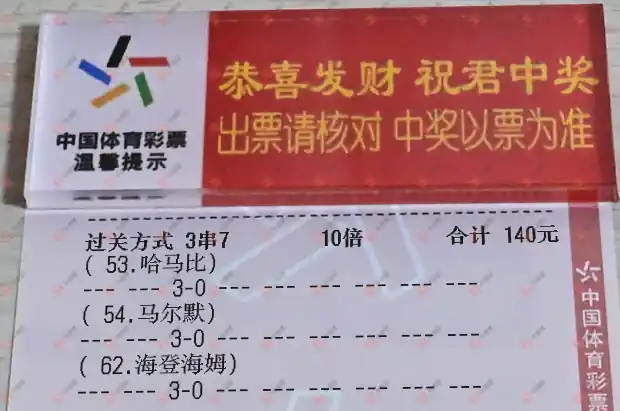 中国体育彩票
温馨提示
恭喜发财 祝君中奖
出票请核对 中奖以票为准
过关方式 3串7 10倍 合计 140元
( 53.哈马比)
--- --- 3-0 --- --- --- --- --- ---
( 54.马尔默)
--- --- 3-0 --- --- --- --- --- ---
( 62.海登海姆)
--- --- 3-0 --- --- --- --- --- ---
中国体育彩票